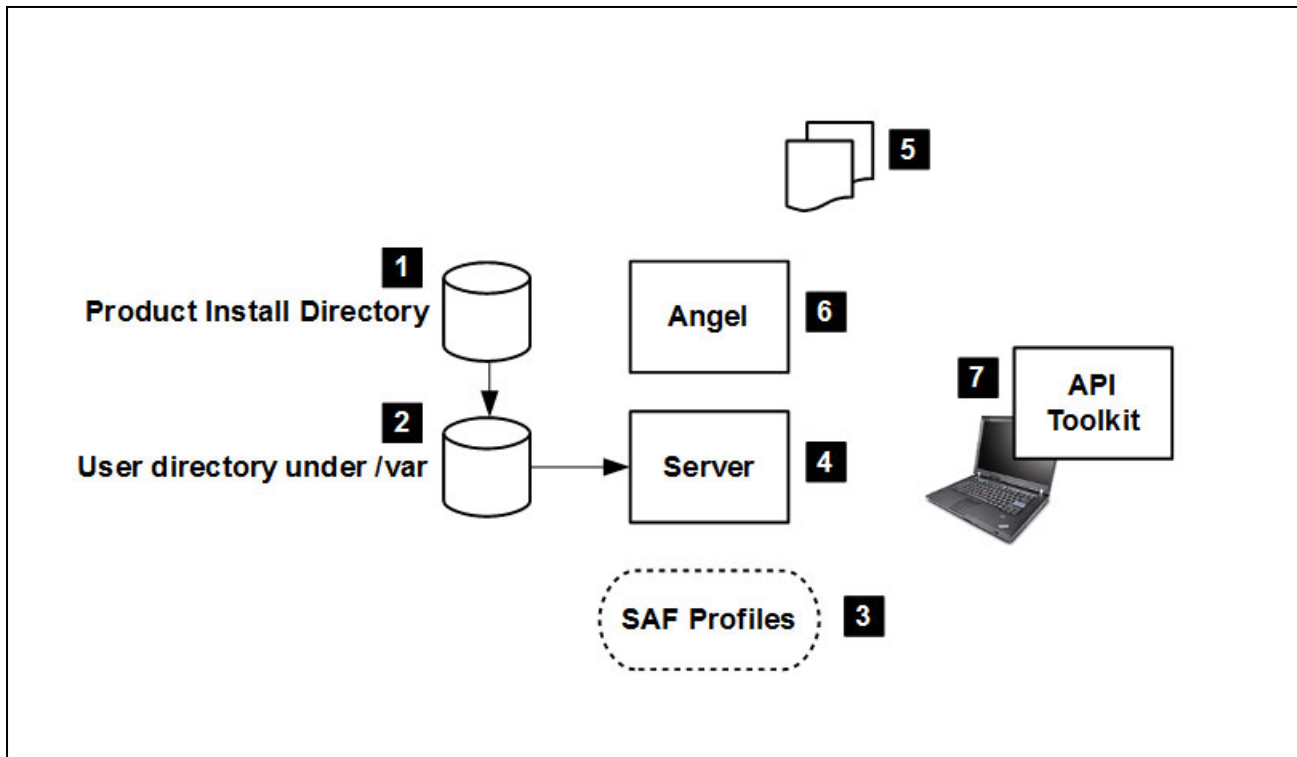 5
1
Product Install Directory
Angel
6
7
API
Toolkit
2
User directory under /var
Server
4
SAF Profiles
3